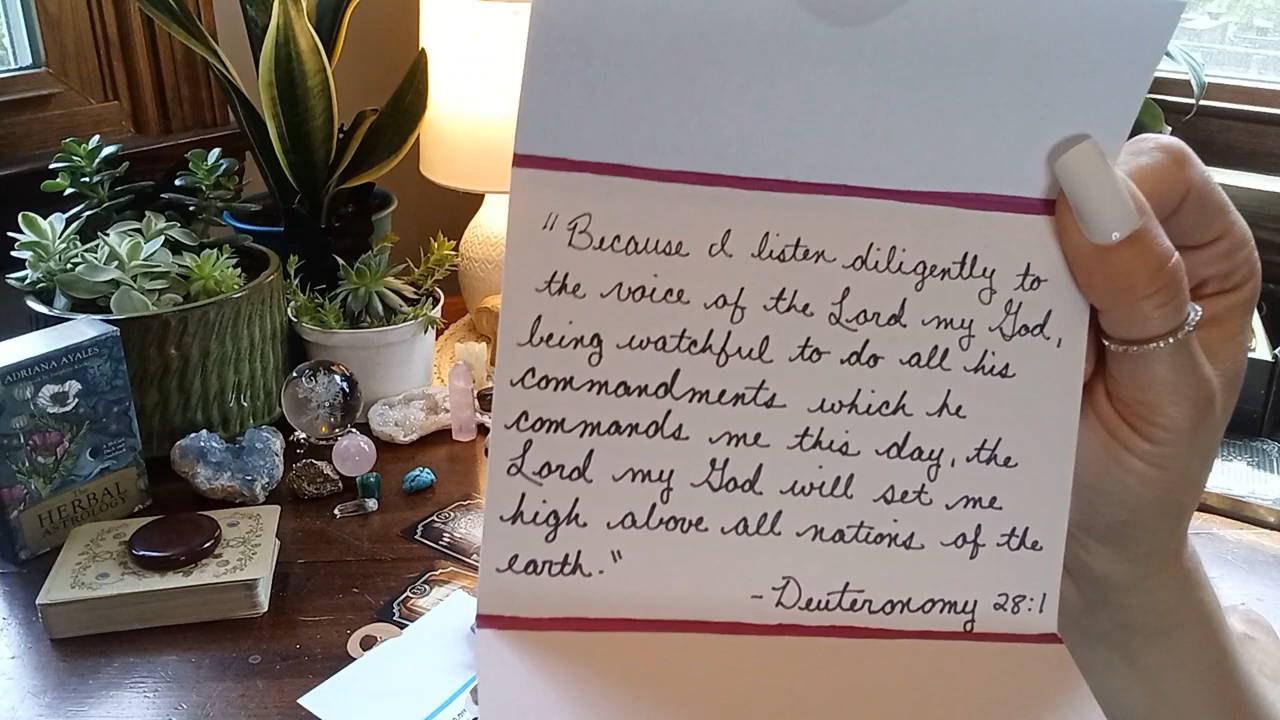 "Because I listen diligently to
the voice of the Lord my God,
being watchful to do all his
commandments which he
commands me this day, the
Lord my God will set me
high above all nations of the
earth."
-Deuteronomy 28:1
ADRIANA AYALES
HERBAL
ASTROLOGY